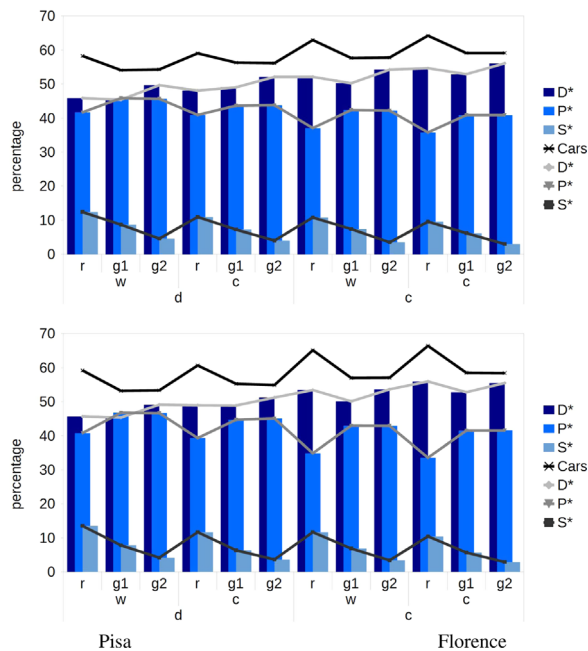 70
60
50
40
30
20
10
0
percentage
r g1 g2 r g1 g2 r g1 g2 r g1 g2
w c w c
d c
D*
P*
S*
Cars
D*
P*
S*
70
60
50
40
30
20
10
0
percentage
r g1 g2 r g1 g2 r g1 g2 r g1 g2
w c w c
d c
D*
P*
S*
Cars
D*
P*
S*
Pisa Florence